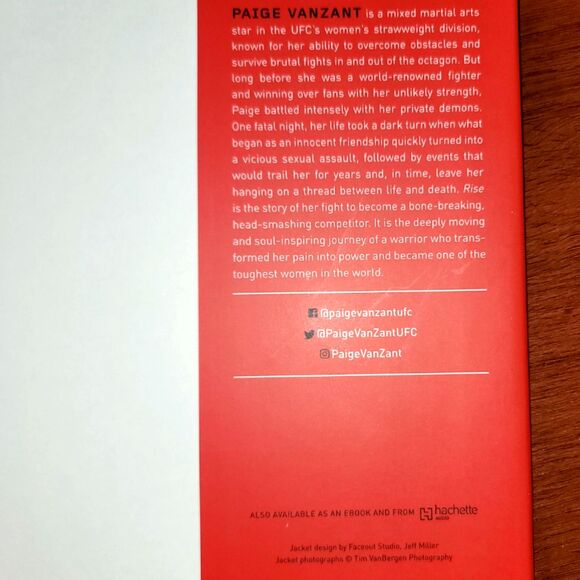 PAIGE VANZANT is a mixed martial arts
star in the UFC's women's strawweight division,
known for her ability to overcome obstacles and
survive brutal fights in and out of the octagon. But
long before she was a world-renowned fighter
and winning over fans with her unlikely strength,
Paige battled intensely with her private demons.
One fatal night, her life took a dark turn when what
began as an innocent friendship quickly turned into
a vicious sexual assault, followed by events that
would trail her for years and, in time, leave her
hanging on a thread between life and death. Rise
is the story of her fight to become a bone-breaking,
head-smashing competitor. It is the deeply moving
and soul-inspiring journey of a warrior who trans-
formed her pain into power and became one of the
toughest women in the world.
@paigevanzantufc
@PaigeVanZantUFC
PaigeVanZant
ALSO AVAILABLE AS AN EBOOK AND FROM hachette
AUDIO
Jacket design by Faceout Studio, Jeff Miller
Jacket photographs © Tim VanBergen Photography